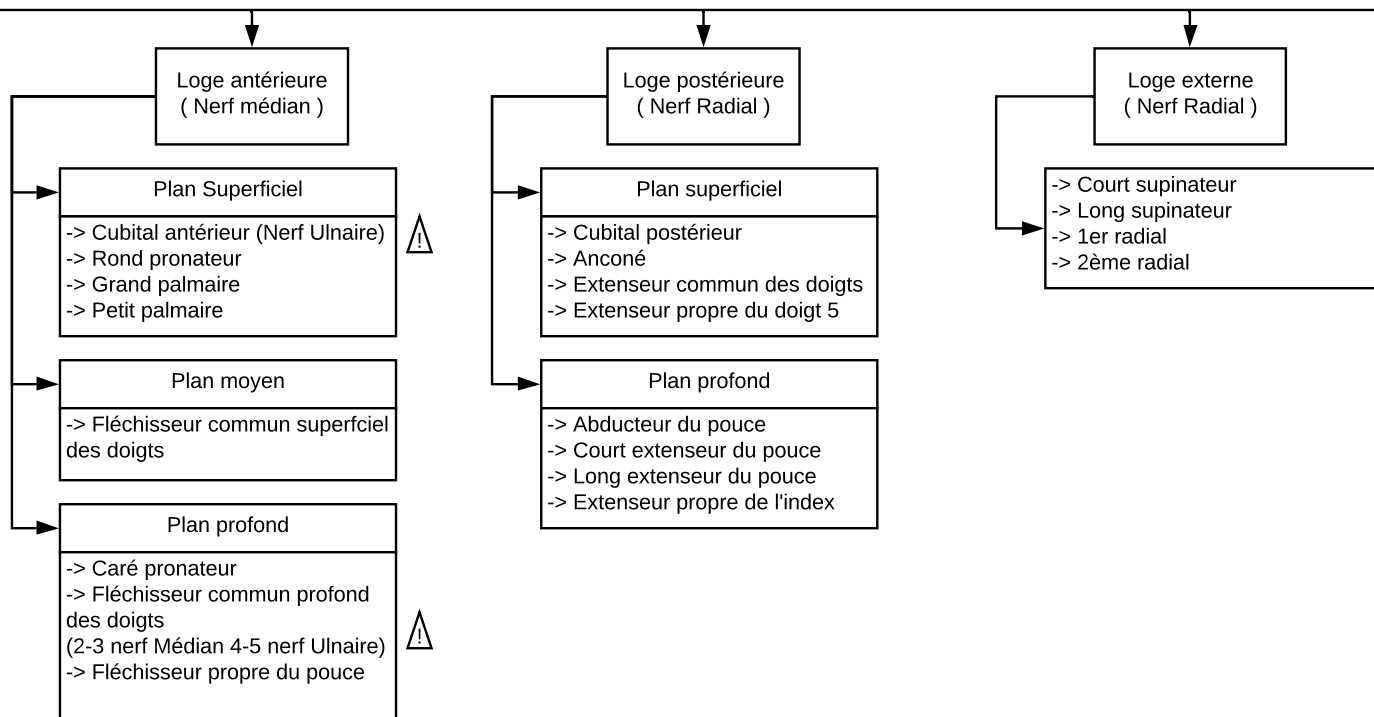 Loge antérieure
( Nerf médian )
Plan Superficiel
-> Cubital antérieur (Nerf Ulnaire)
-> Rond pronateur
-> Grand palmaire
-> Petit palmaire
!
Plan moyen
-> Fléchisseur commun superfciel
des doigts
Plan profond
-> Caré pronateur
-> Fléchisseur commun profond
des doigts
(2-3 nerf Médian 4-5 nerf Ulnaire)
-> Fléchisseur propre du pouce
!
Loge postérieure
( Nerf Radial )
Plan superficiel
-> Cubital postérieur
-> Anconé
-> Extenseur commun des doigts
-> Extenseur propre du doigt 5
Plan profond
-> Abducteur du pouce
-> Court extenseur du pouce
-> Long extenseur du pouce
-> Extenseur propre de l'index
Loge externe
( Nerf Radial )
-> Court supinateur
-> Long supinateur
-> 1er radial
-> 2ème radial